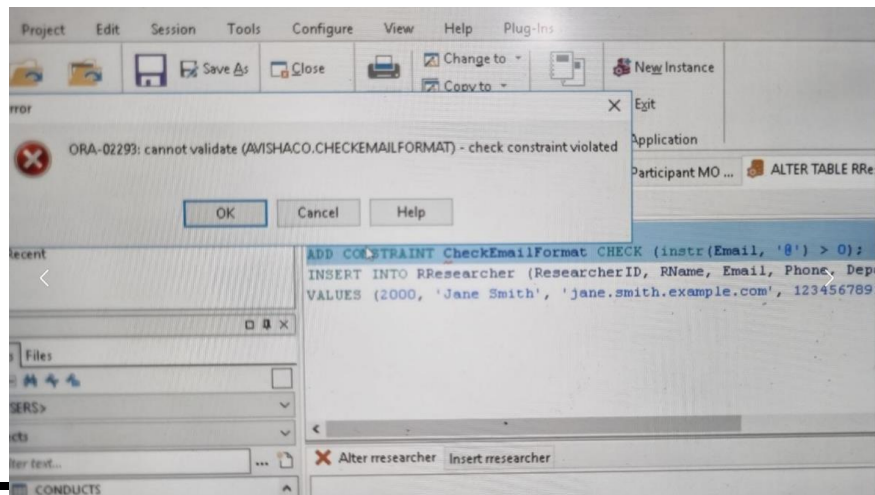 Project Edit Session Tools Configure View Help Plug-Ins
Save As Close Change to New Instance
Copy to
Exit
ORA-02293: cannot validate (AVISHACO.CHECKEMAILFORMAT) - check constraint violated
Application
Participant MO ... ALTER TABLE RRe
OK Cancel Help
ADD CONSTRAINT CheckEmailFormat CHECK (instr(Email, '@') > 0);
INSERT INTO RResearcher (ResearcherID, RName, Email, Phone, Dep
VALUES (2000, 'Jane Smith', 'jane.smith.example.com', 123456789
Files
Alter rresearcher Insert rresearcher
CONDUCTS